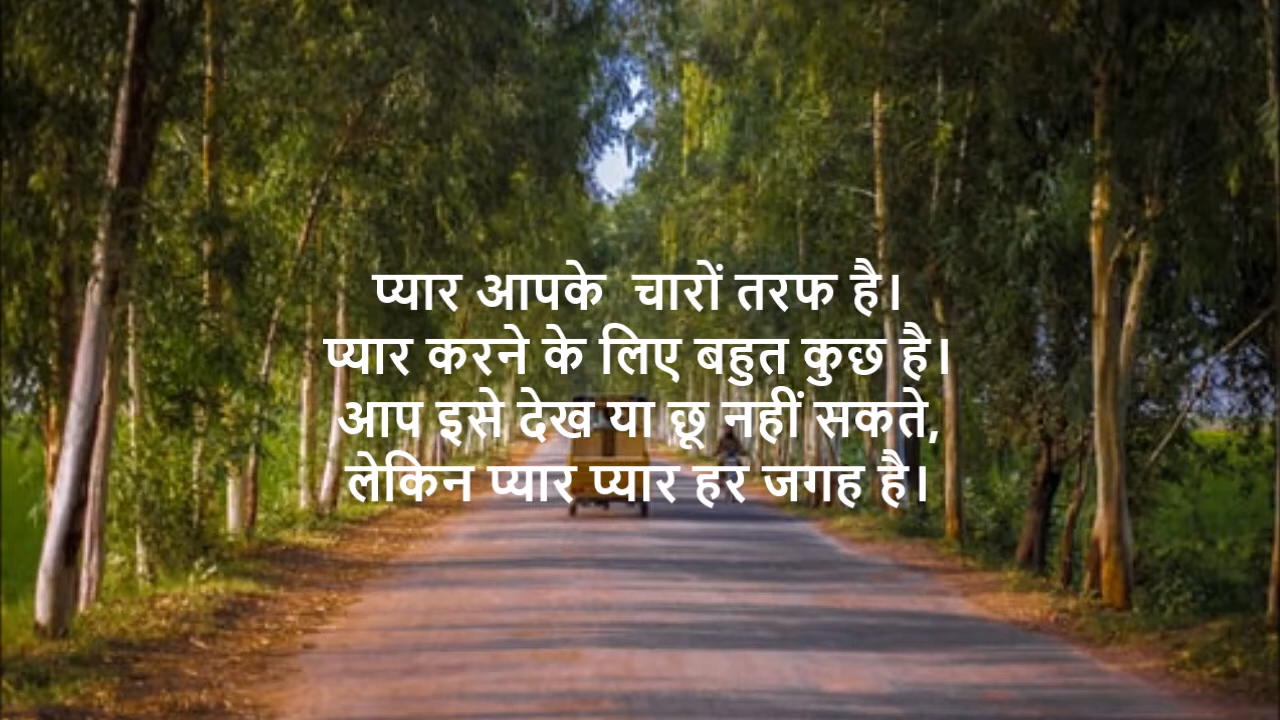 प्यार आपके  चारों तरफ है।
प्यार करने के लिए बहुत कुछ है।
आप इसे देख या छू नहीं सकते,
लेकिन प्यार प्यार हर जगह है।